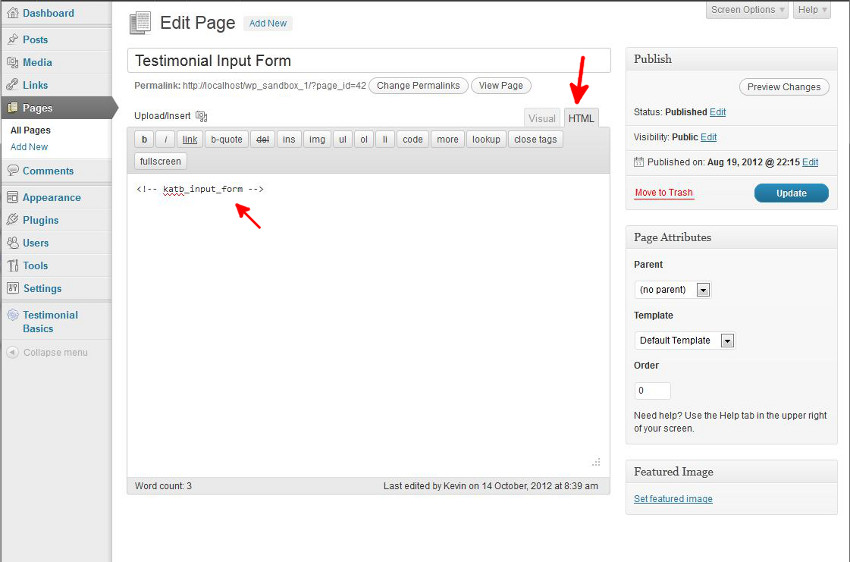 Dashboard
Posts
Media
Links
Pages
All Pages
Add New
Comments
Appearance
Plugins
Users
Tools
Settings
Testimonial
Basics
Collapse menu
Screen Options
Help
Edit Page
Add New
Testimonial Input Form
Permalink: http://localhost/wp_sandbox_1/?page_id=42 Change Permalinks View Page
Upload/Insert
Visual
HTML
b i link b-quote del ins img ul ol li code more lookup close tags
fullscreen
<!-- katb_input_form -->
Word count: 3
Last edited by Kevin on 14 October, 2012 at 8:39 am
Publish
Preview Changes
Status: Published Edit
Visibility: Public Edit
Published on: Aug 19, 2012 @ 22:15 Edit
Move to Trash
Update
Page Attributes
Parent
(no parent)
Template
Default Template
Order
0
Need help? Use the Help tab in the upper right
of your screen.
Featured Image
Set featured image